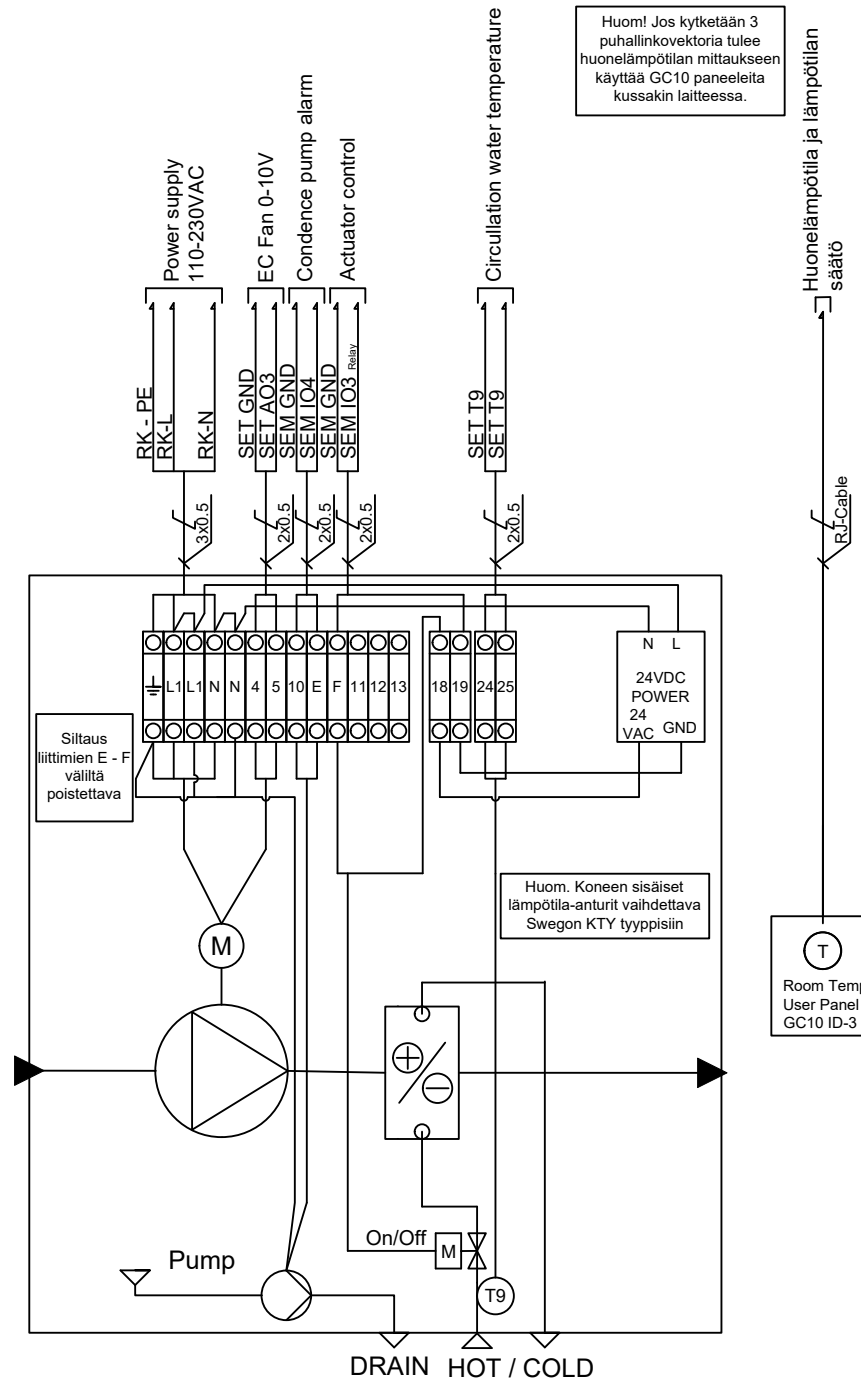 Huom! Jos kytketään 3
puhallinkovektoria tulee
huonelämpötilan mittaukseen
käyttää GC10 paneeleita
kussakin laitteessa.
Power supply
110-230VAC
EC Fan 0-10V
Condence pump alarm
Actuator control
Circullation water temperature
Huonelämpötila ja lämpötilan
säätö
RK - PE
RK-L
RK-N
SET GND
SET AO3
SEM GND
SEM IO4
SEM GND
SEM IO3 Relay
SET T9
SET T9
3x0.5
2x0.5
2x0.5
2x0.5
2x0.5
RJ-Cable
L1 L1 N N 4 5 10 E F 11 12 13
18 19
24 25
N L
24VDC
POWER
24
VAC GND
Siltaus
liittimien E - F
väliltä
poistettava
Huom. Koneen sisäiset
lämpötila-anturit vaihdettava
Swegon KTY tyyppisiin
M
T
Room Temp
User Panel
GC10 ID-3
On/Off
M
Pump
T9
DRAIN
HOT / COLD